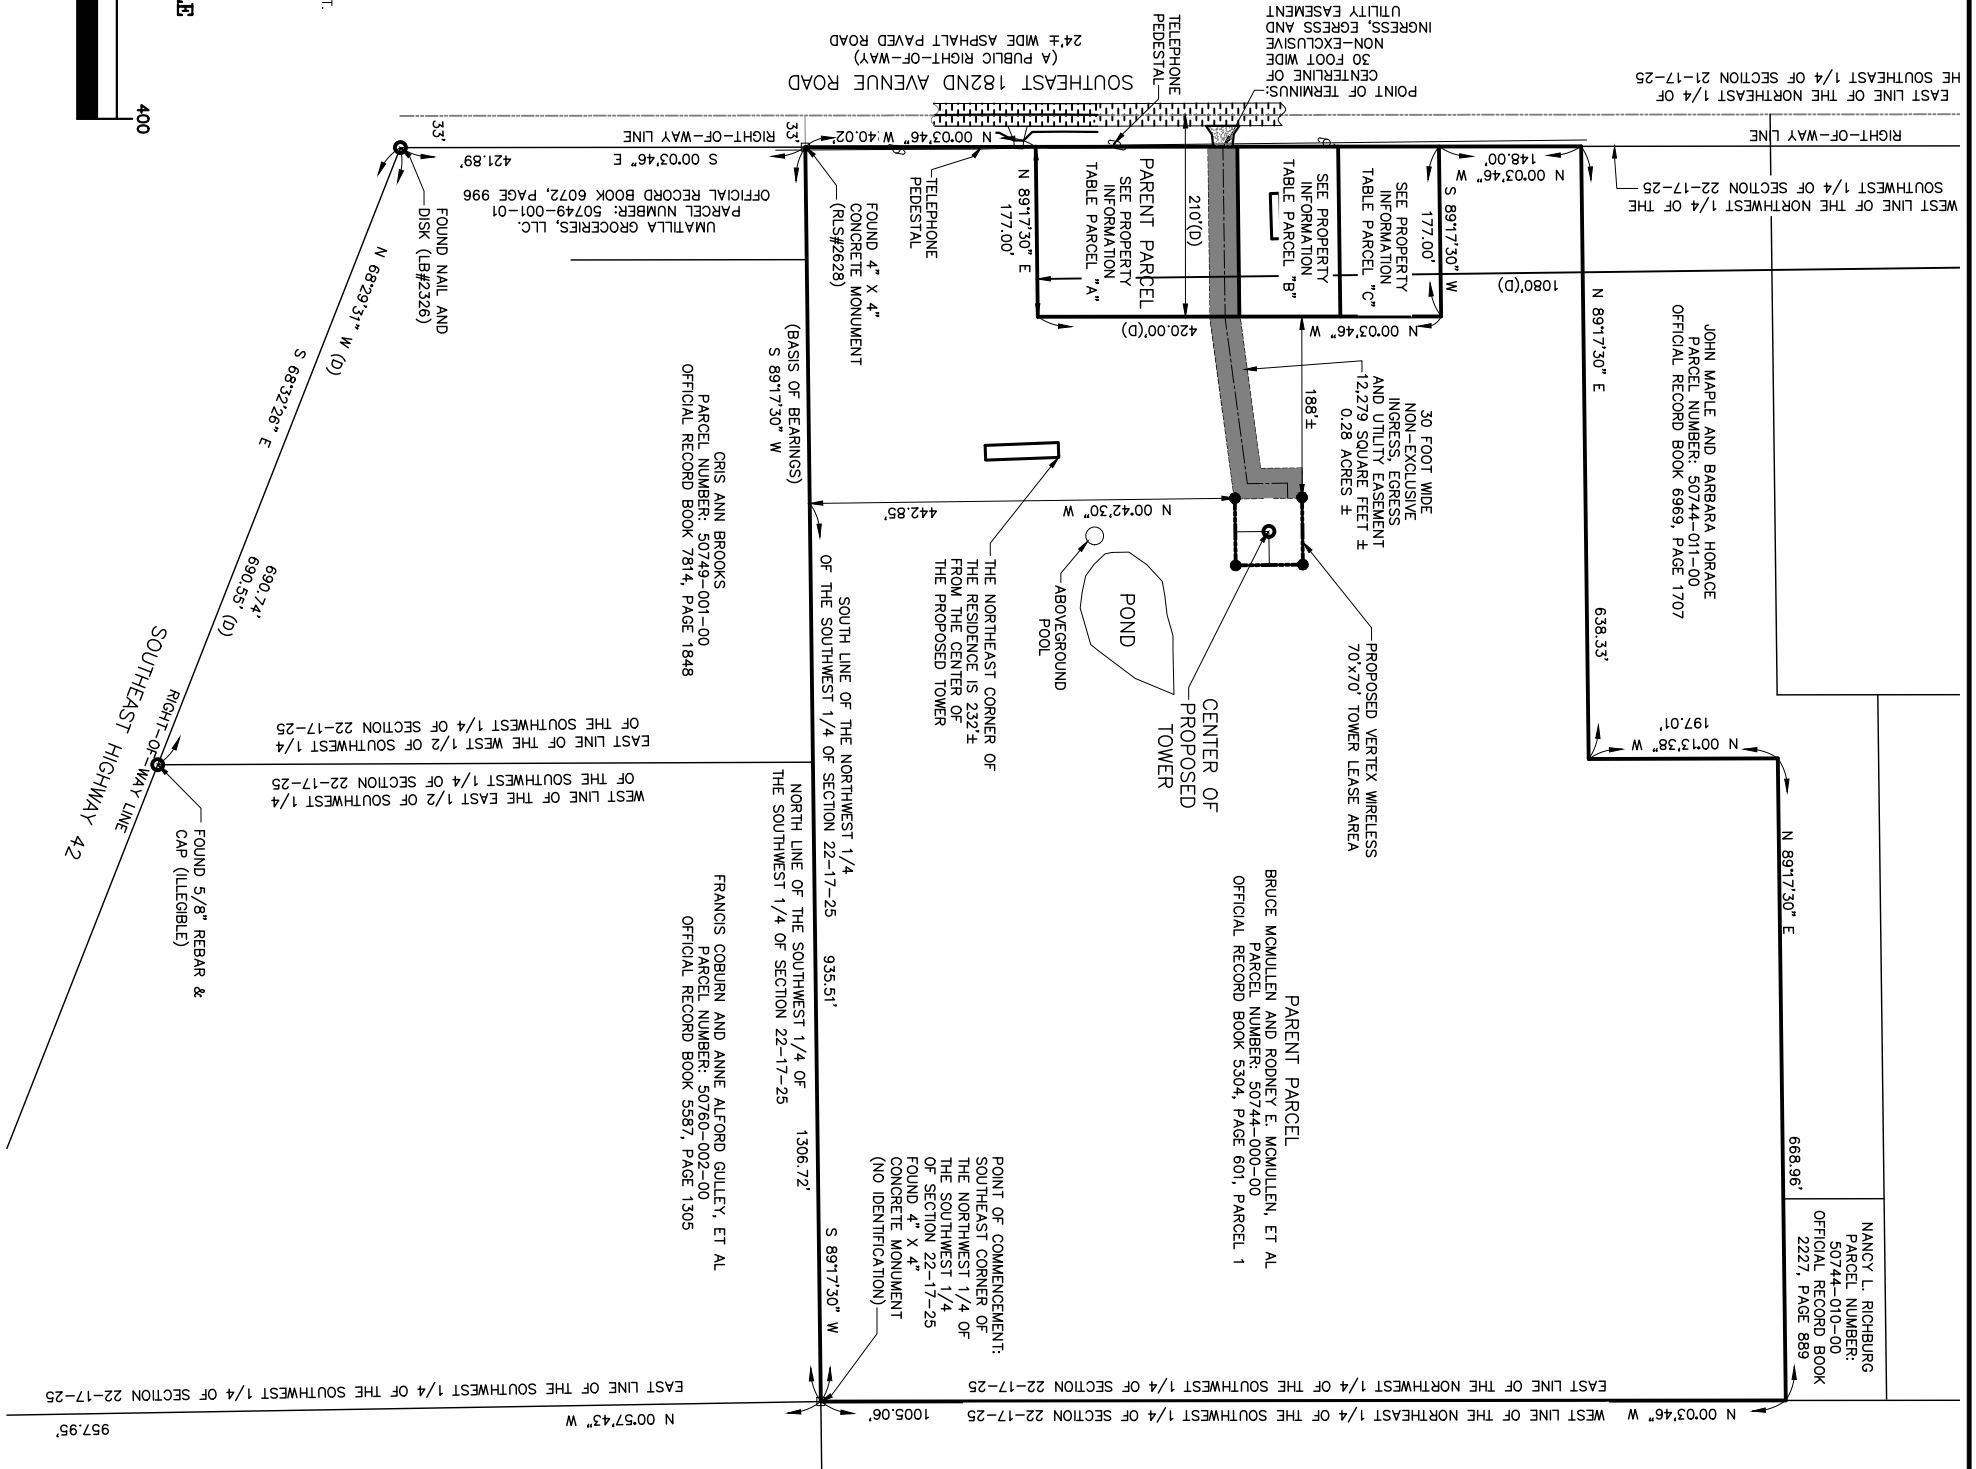 400
LE
T.
SOUTHEAST 182ND AVENUE ROAD
(A PUBLIC RIGHT-OF-WAY)
24'± WIDE ASPHALT PAVED ROAD
TELEPHONE
PEDESTAL
POINT OF TERMINUS:
CENTERLINE OF
30 FOOT WIDE
NON-EXCLUSIVE
INGRESS, EGRESS AND
UTILITY EASEMENT
EAST LINE OF THE NORTHEAST 1/4 OF
HE SOUTHEAST 1/4 OF SECTION 21-17-25
RIGHT-OF-WAY LINE
WEST LINE OF THE NORTHWEST 1/4 OF THE
SOUTHWEST 1/4 OF SECTION 22-17-25
33'
S 00°03'46" E
421.89'
RIGHT-OF-WAY LINE
33'
N 00°03'46" W
240.02'
N 00°03'46" W
148.00'
UMATILLA GROCERIES, LLC.
PARCEL NUMBER: 50749-001-01
OFFICIAL RECORD BOOK 6072, PAGE 996
FOUND NAIL AND
DISK (LB#2326)
TELEPHONE
PEDESTAL
FOUND 4" X 4"
CONCRETE MONUMENT
(RLS#2628)
N 89°17'30" E
177.00'
PARENT PARCEL
SEE PROPERTY
INFORMATION
TABLE PARCEL "A"
210'(D)
SEE PROPERTY
INFORMATION
TABLE PARCEL "B"
SEE PROPERTY
INFORMATION
TABLE PARCEL "C"
S 89°17'30" W
177.00'
1080'(D)
N 00°03'46" W
420.00'(D)
188'±
30 FOOT WIDE
NON-EXCLUSIVE
INGRESS, EGRESS
AND UTILITY EASEMENT
12,279 SQUARE FEET ±
0.28 ACRES ±
N 89°17'30" E
638.33'
JOHN MAPLE AND BARBARA HORACE
PARCEL NUMBER: 50744-011-00
OFFICIAL RECORD BOOK 6969, PAGE 1707
N 68°29'31" W (D)
S 68°32'26" E
690.74'
690.55' (D)
SOUTHEAST HIGHWAY 42
RIGHT-OF-WAY LINE
CRIS ANN BROOKS
PARCEL NUMBER: 50749-001-00
OFFICIAL RECORD BOOK 7814, PAGE 1848
(BASIS OF BEARINGS)
S 89°17'30" W
N 00°42'30" W
442.85'
THE NORTHEAST CORNER OF
THE RESIDENCE IS 232'±
FROM THE CENTER OF
THE PROPOSED TOWER
ABOVEGROUND
POOL
POND
CENTER OF
PROPOSED
TOWER
PROPOSED VERTEX WIRELESS
70'x70' TOWER LEASE AREA
N 00°13'38" W
197.01'
N 89°17'30" E
668.96'
EAST LINE OF THE WEST 1/2 OF SOUTHWEST 1/4
OF THE SOUTHWEST 1/4 OF SECTION 22-17-25
WEST LINE OF THE EAST 1/2 OF SOUTHWEST 1/4
OF THE SOUTHWEST 1/4 OF SECTION 22-17-25
FOUND 5/8" REBAR &
CAP (ILLEGIBLE)
SOUTH LINE OF THE NORTHWEST 1/4
OF THE SOUTHWEST 1/4 OF SECTION 22-17-25
935.51'
NORTH LINE OF THE SOUTHWEST 1/4 OF
THE SOUTHWEST 1/4 OF SECTION 22-17-25
1306.72'
S 89°17'30" W
FRANCIS COBURN AND ANNE ALFORD GULLEY, ET AL
PARCEL NUMBER: 50760-002-00
OFFICIAL RECORD BOOK 5587, PAGE 1305
PARENT PARCEL
BRUCE MCMULLEN AND RODNEY E. MCMULLEN, ET AL
PARCEL NUMBER: 50744-000-00
OFFICIAL RECORD BOOK 5304, PAGE 601, PARCEL 1
POINT OF COMMENCEMENT:
SOUTHEAST CORNER OF
THE NORTHWEST 1/4 OF
THE SOUTHWEST 1/4
OF SECTION 22-17-25
FOUND 4" X 4"
CONCRETE MONUMENT
(NO IDENTIFICATION)
NANCY L. RICHBURG
PARCEL NUMBER:
50744-010-00
OFFICIAL RECORD BOOK
2227, PAGE 889
EAST LINE OF THE SOUTHWEST 1/4 OF THE SOUTHWEST 1/4 OF SECTION 22-17-25
N 00°57'43" W
957.95'
EAST LINE OF THE NORTHWEST 1/4 OF THE SOUTHWEST 1/4 OF SECTION 22-17-25
N 00°03'46" W
WEST LINE OF THE NORTHEAST 1/4 OF THE SOUTHWEST 1/4 OF SECTION 22-17-25
1005.06'